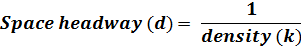 Space headway (d) = 1 / density (k)